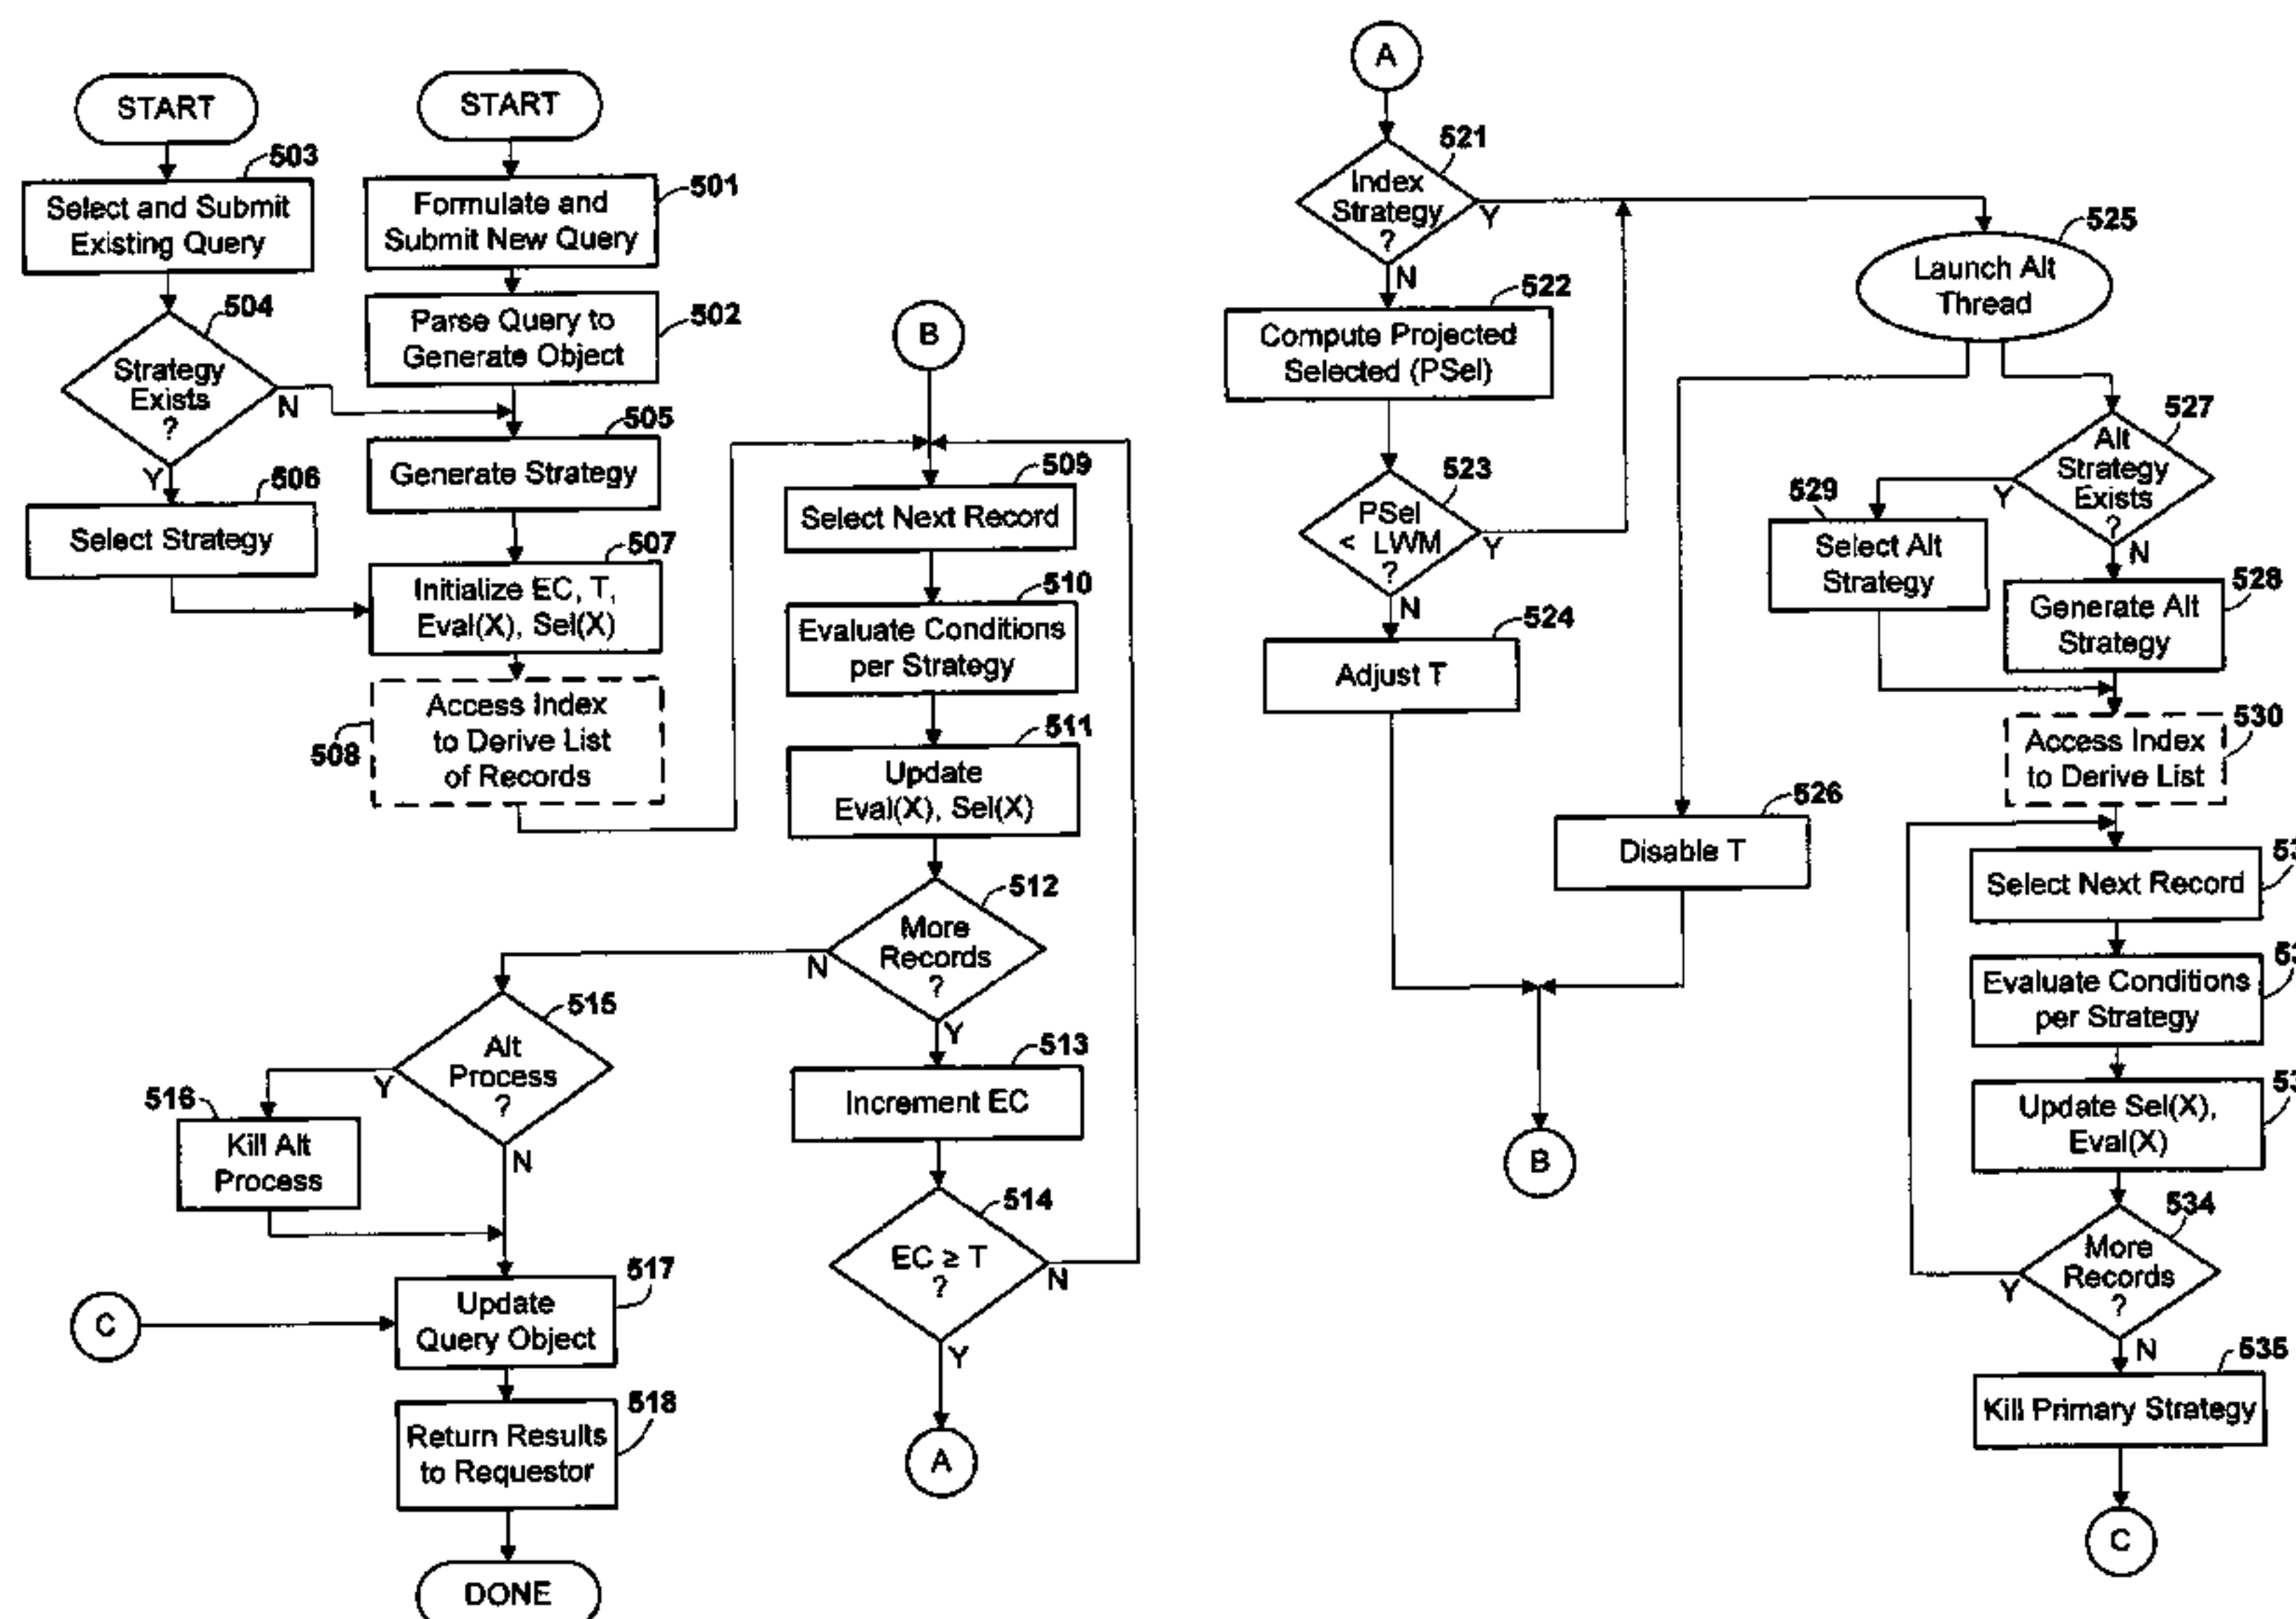 START
503
Select and Submit
Existing Query
504
Strategy
Exists
?
N
Y
506
Select Strategy
START
501
Formulate and
Submit New Query
502
Parse Query to
Generate Object
505
Generate Strategy
507
Initialize EC, T,
Eval(X), Sel(X)
508
Access Index
to Derive List
of Records
B
509
Select Next Record
510
Evaluate Conditions
per Strategy
511
Update
Eval(X), Sel(X)
512
More
Records
?
N
Y
513
Increment EC
514
EC ≥ T
?
N
Y
A
515
Alt
Process
?
Y
N
516
Kill Alt
Process
C
517
Update
Query Object
518
Return Results
to Requestor
DONE
A
521
Index
Strategy
?
Y
N
522
Compute Projected
Selected (PSel)
523
PSel
< LWM
?
Y
N
524
Adjust T
525
Launch Alt
Thread
526
Disable T
B
527
Alt
Strategy
Exists
?
Y
N
529
Select Alt
Strategy
528
Generate Alt
Strategy
530
Access Index
to Derive List
Select Next Record
Evaluate Conditions
per Strategy
Update Sel(X),
Eval(X)
534
More
Records
?
Y
N
535
Kill Primary Strategy
C